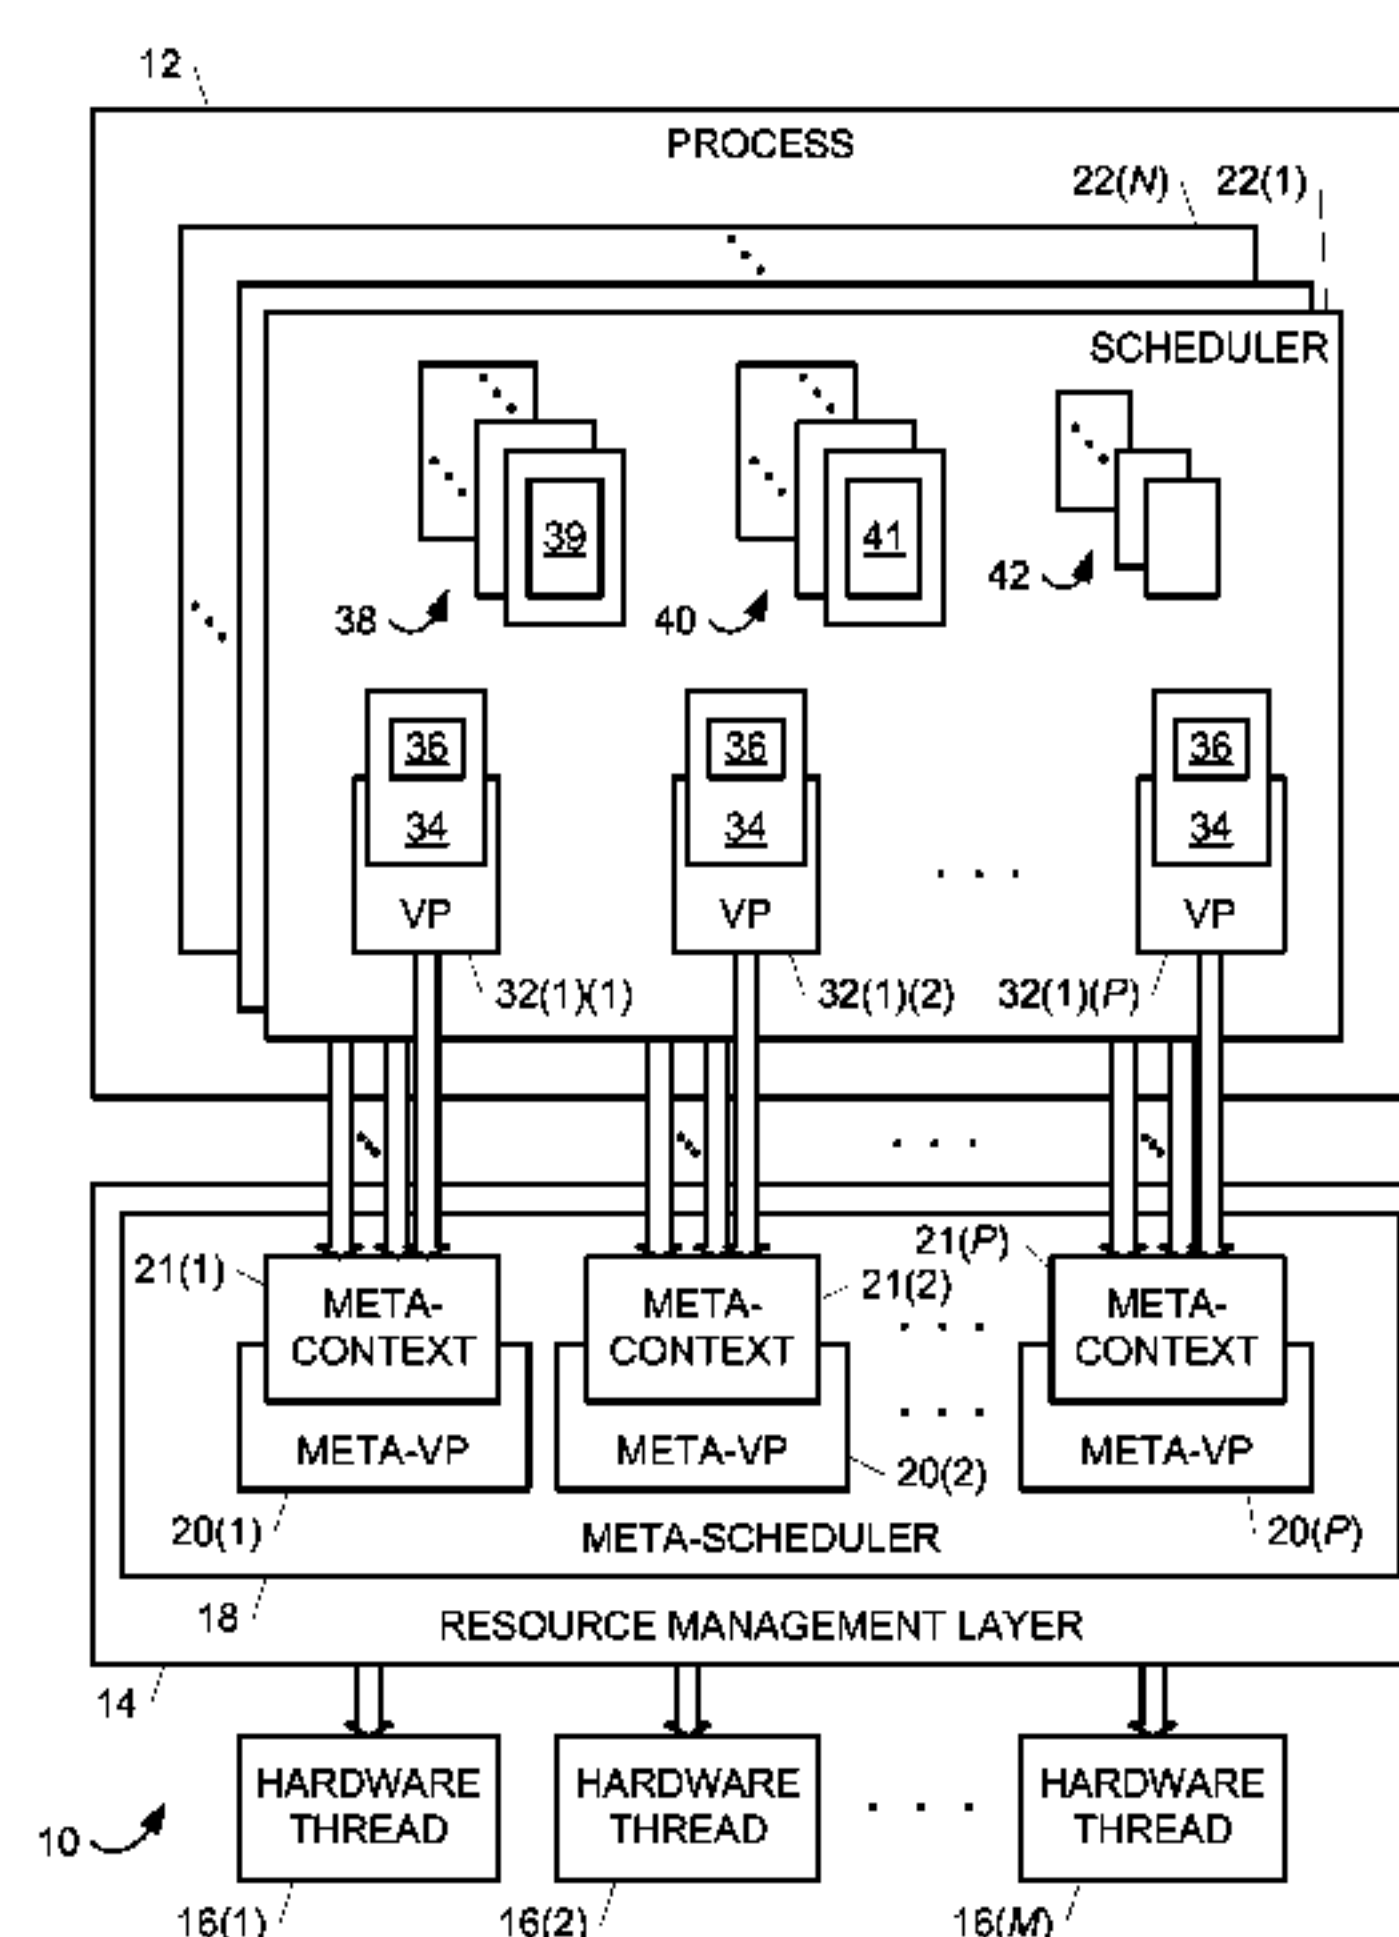 12
PROCESS
22(N) 22(1)
SCHEDULER
39 41
42
38 40
36 36 36
34 34 34
VP VP VP
32(1)(1) 32(1)(2) 32(1)(P)
21(P)
21(1) 21(2)
META- META- META-
CONTEXT CONTEXT CONTEXT
META-VP META-VP META-VP
20(2)
20(1) META-SCHEDULER 20(P)
18
RESOURCE MANAGEMENT LAYER
14
HARDWARE HARDWARE HARDWARE
THREAD THREAD THREAD
10
16(1) 16(2) 16(M)